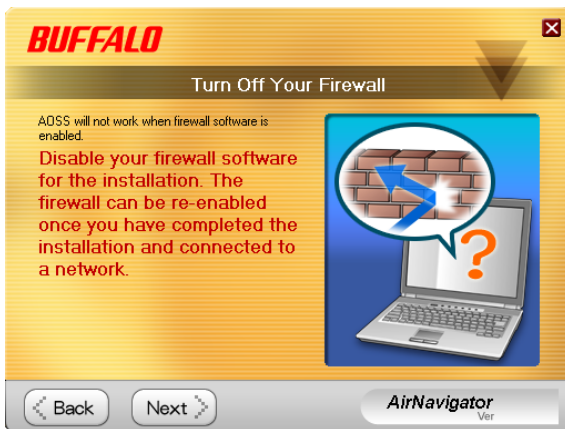 BUFFALO
Turn Off Your Firewall
AOSS will not work when firewall software is
enabled.
Disable your firewall software
for the installation. The
firewall can be re-enabled
once you have completed the
installation and connected to
a network.
?
Back
Next
AirNavigator
Ver